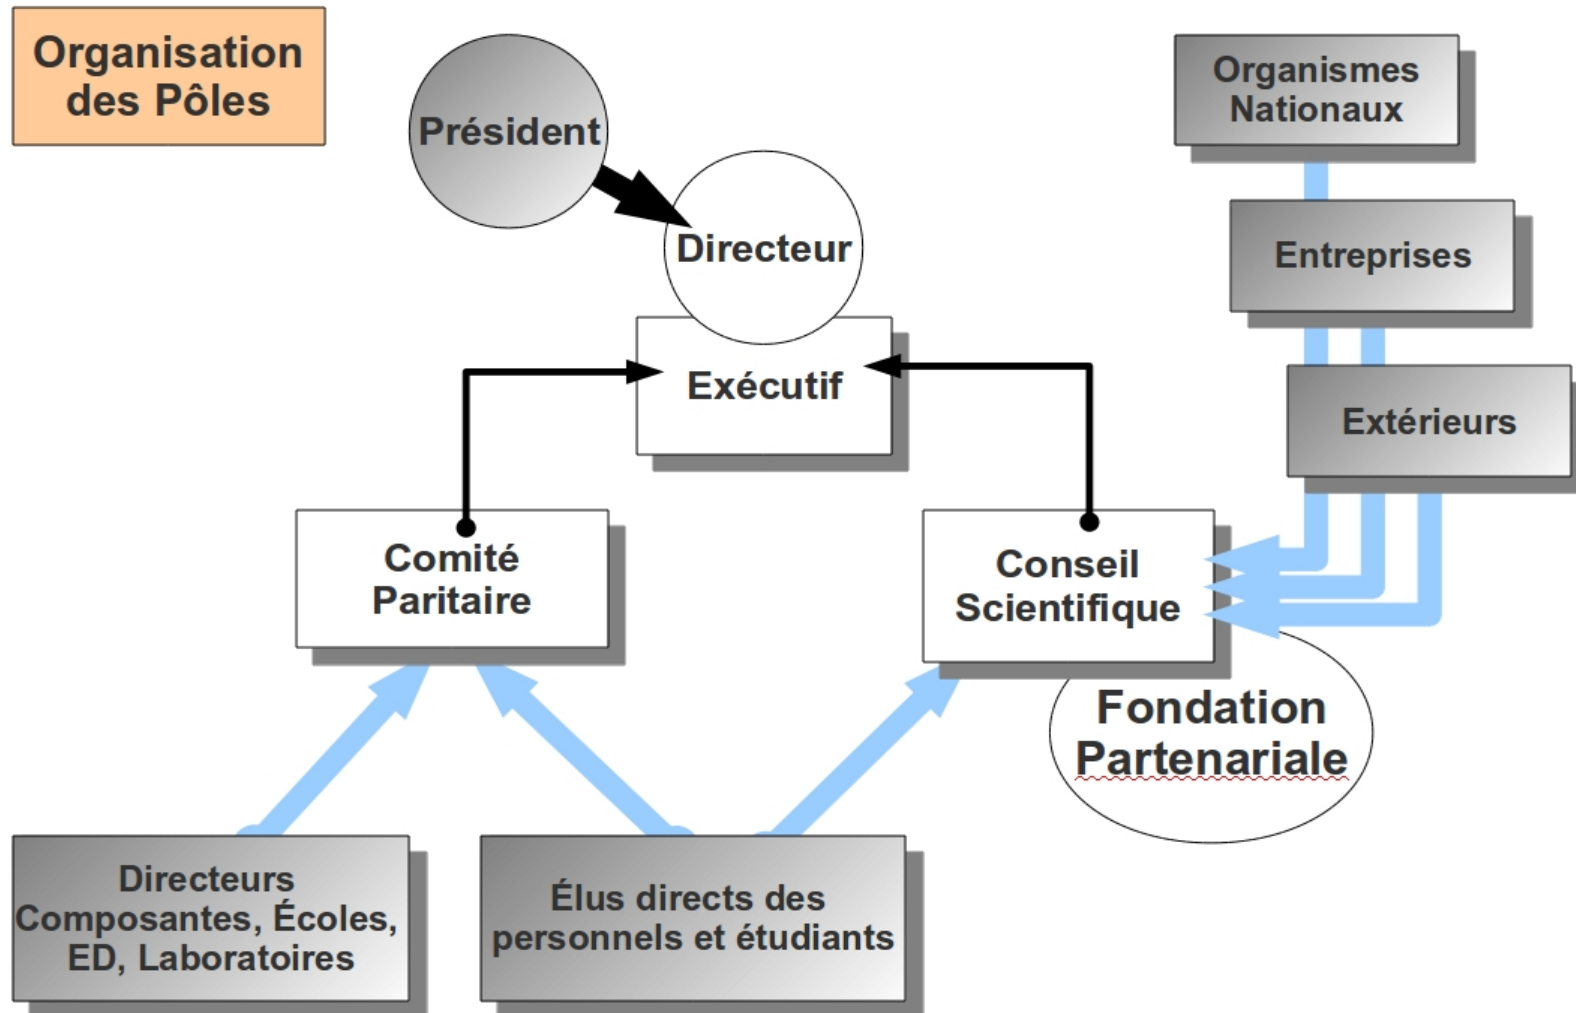 Organisation
des Pôles
Président
Organismes
Nationaux
Directeur
Entreprises
Exécutif
Extérieurs
Comité
Paritaire
Conseil
Scientifique
Fondation
Partenariale
Directeurs
Composantes, Écoles,
ED, Laboratoires
Élus directs des
personnels et étudiants